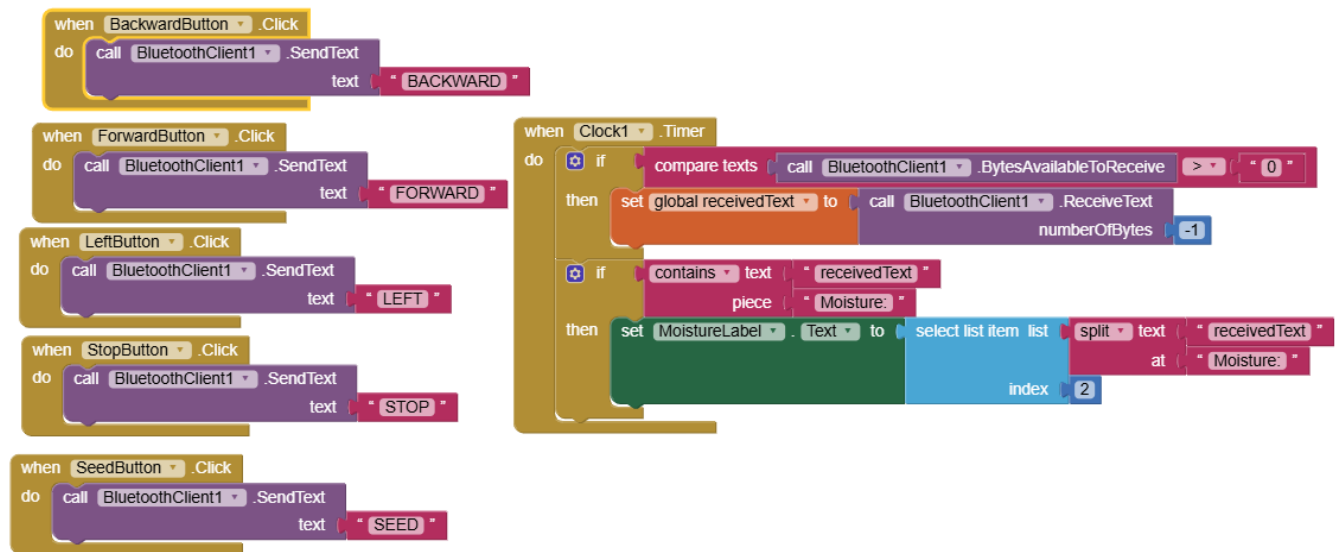 when BackwardButton .Click
do call BluetoothClient1 .SendText
text " BACKWARD "
when ForwardButton .Click
do call BluetoothClient1 .SendText
text " FORWARD "
when LeftButton .Click
do call BluetoothClient1 .SendText
text " LEFT "
when StopButton .Click
do call BluetoothClient1 .SendText
text " STOP "
when SeedButton .Click
do call BluetoothClient1 .SendText
text " SEED "
when Clock1 .Timer
do if compare texts call BluetoothClient1 .BytesAvailableToReceive > " 0 "
then set global receivedText to call BluetoothClient1 .ReceiveText
numberOfBytes -1
if contains text " receivedText "
piece " Moisture: "
then set MoistureLabel . Text to select list item list split text " receivedText "
at " Moisture: "
index 2